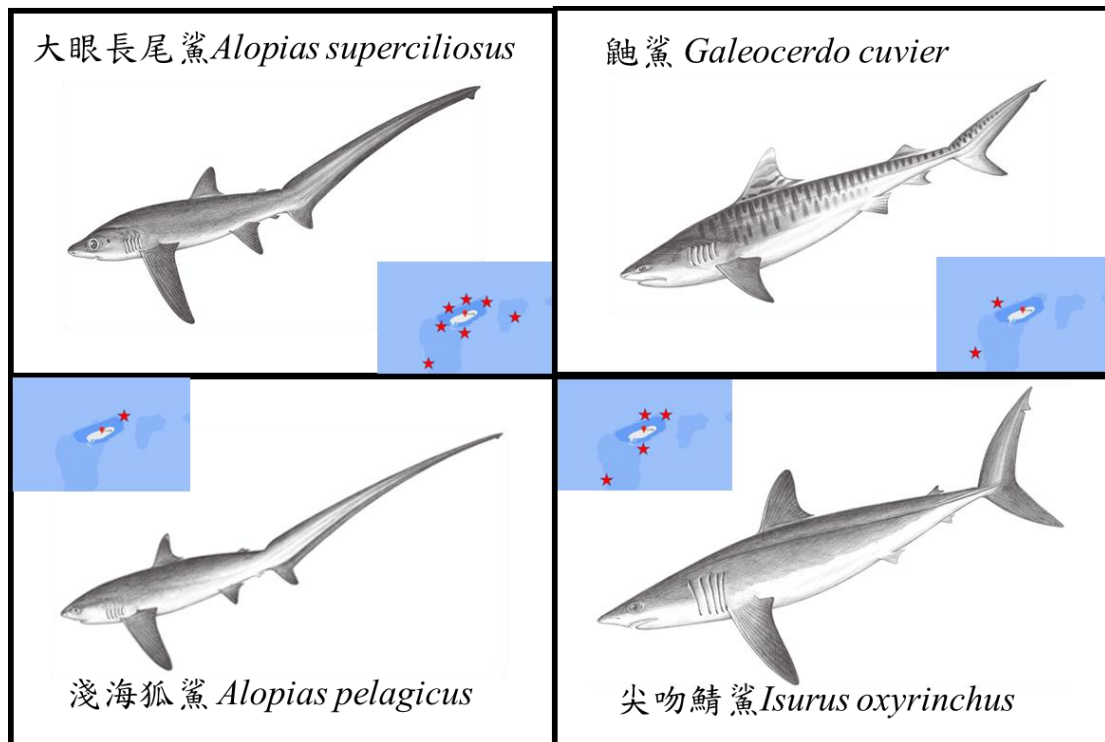 大眼長尾鯊Alopias superciliosus
鼬鯊 Galeocerdo cuvier
淺海狐鯊 Alopias pelagicus
尖吻鯖鯊Isurus oxyrinchus